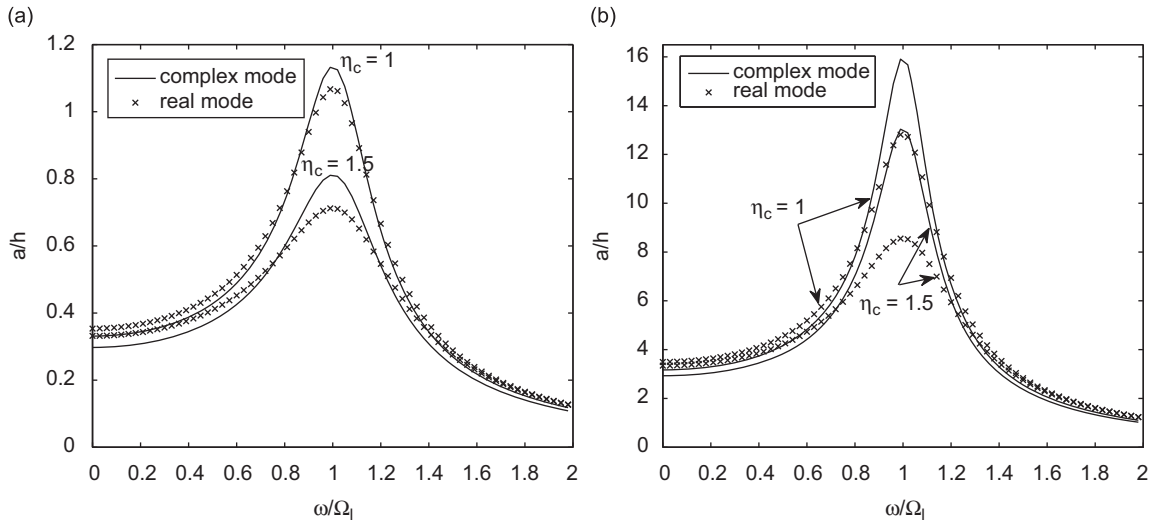 (a)
1.2
1
0.8
0.6
0.4
0.2
0
a/h
complex mode
real mode
η_c = 1
η_c = 1.5
0 0.2 0.4 0.6 0.8 1 1.2 1.4 1.6 1.8 2
ω/Ω_l
(b)
16
14
12
10
8
6
4
2
0
a/h
complex mode
real mode
η_c = 1
η_c = 1.5
0 0.2 0.4 0.6 0.8 1 1.2 1.4 1.6 1.8 2
ω/Ω_l